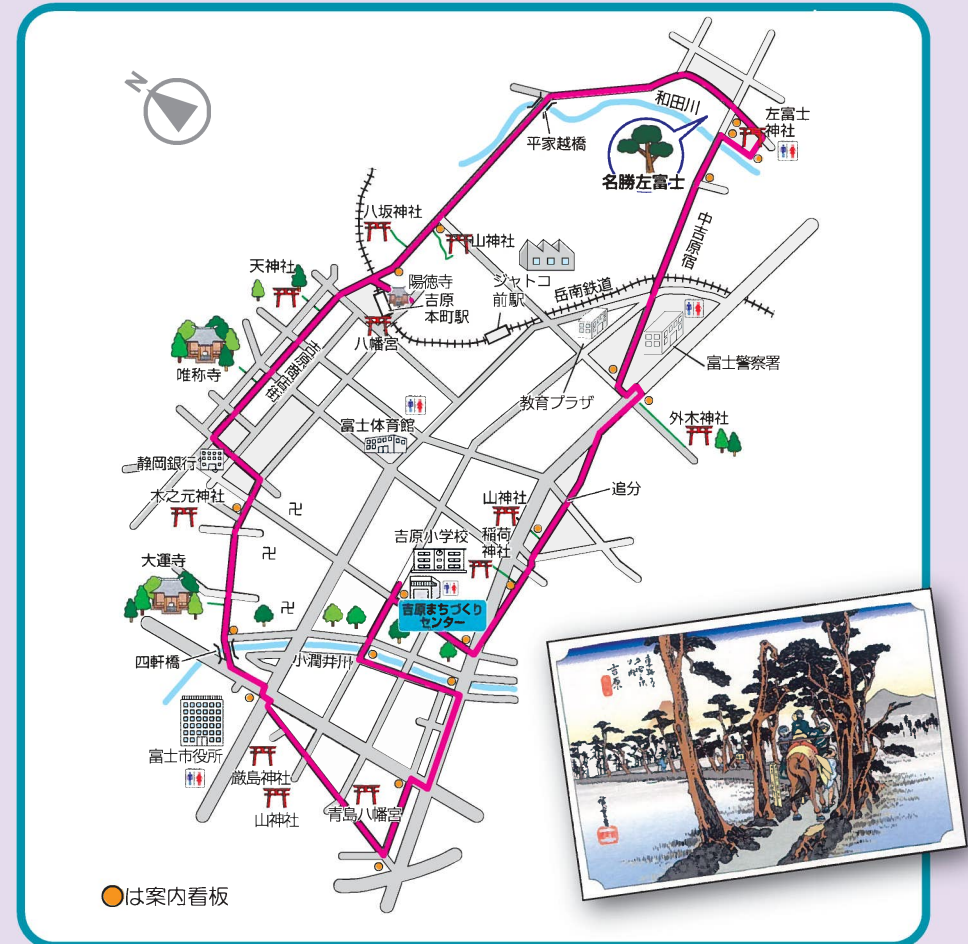 N
和田川
左富士
神社
平家越橋
名勝左富士
八坂神社
山神社
中吉原宿
天神社
陽徳寺
ジャトコ
前駅
岳南鉄道
吉原
本町駅
八幡宮
唯称寺
吉原商店街
富士警察署
教育プラザ
富士体育館
外木神社
静岡銀行
木之元神社
卍
山神社
追分
吉原小学校
稲荷
神社
卍
大運寺
卍
吉原まちづくり
センター
四軒橋
小潤井川
富士市役所
厳島神社
山神社
青島八幡宮
吉原
●は案内看板